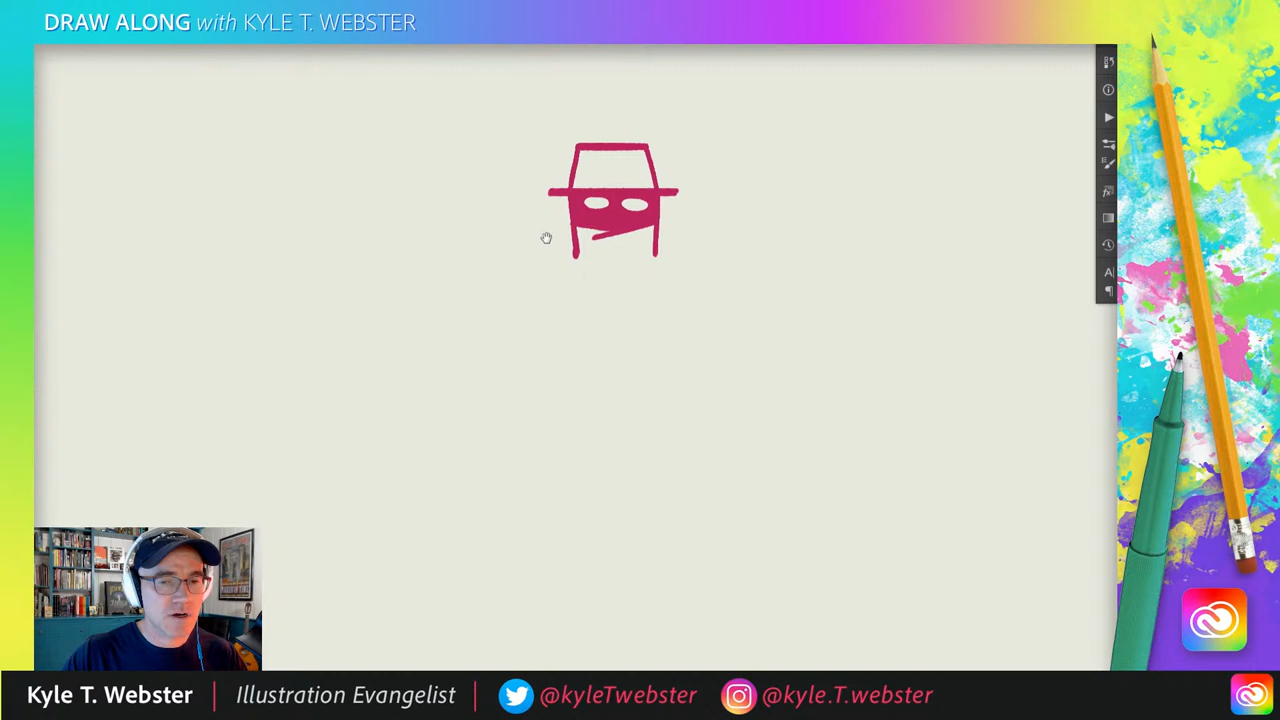 DRAW ALONG with KYLE T. WEBSTER
Kyle T. Webster | Illustration Evangelist | @kyleTwebster @kyle.T.webster